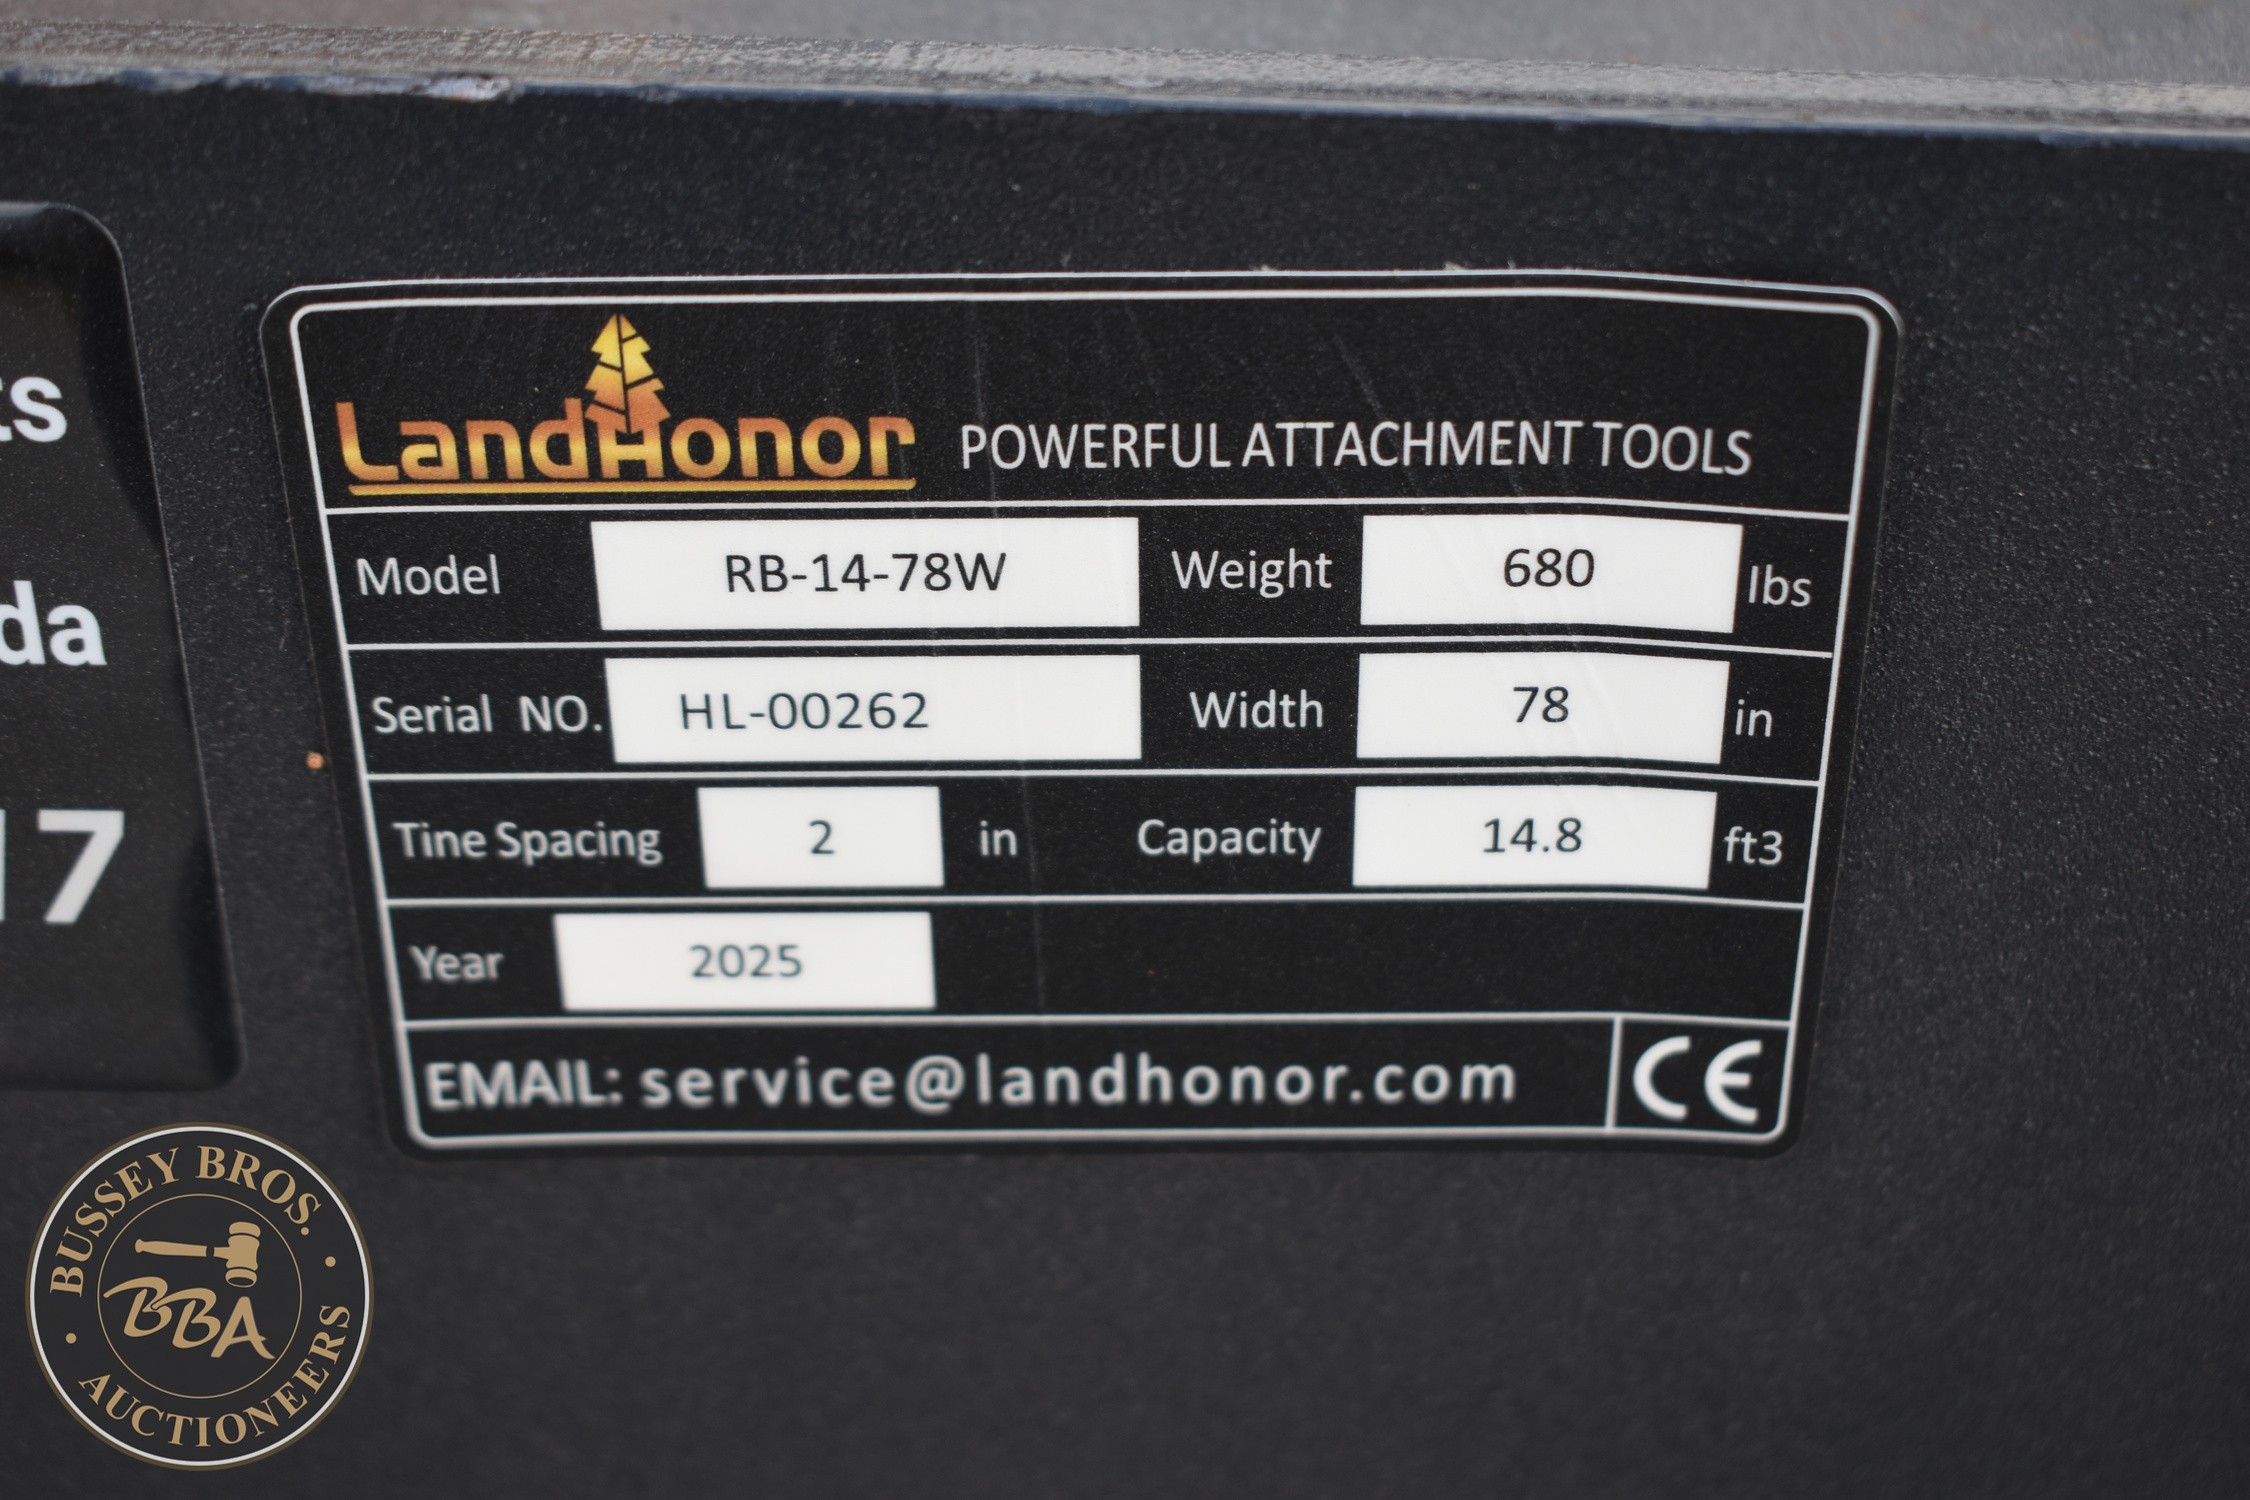 LandHonor POWERFUL ATTACHMENT TOOLS
Model RB-14-78W Weight 680 lbs
Serial NO. HL-00262 Width 78 in
Tine Spacing 2 in Capacity 14.8 ft3
Year 2025
EMAIL: service@landhonor.com CE
ts
da
17
BUSSEY BROS.
BBA
AUCTIONEERS